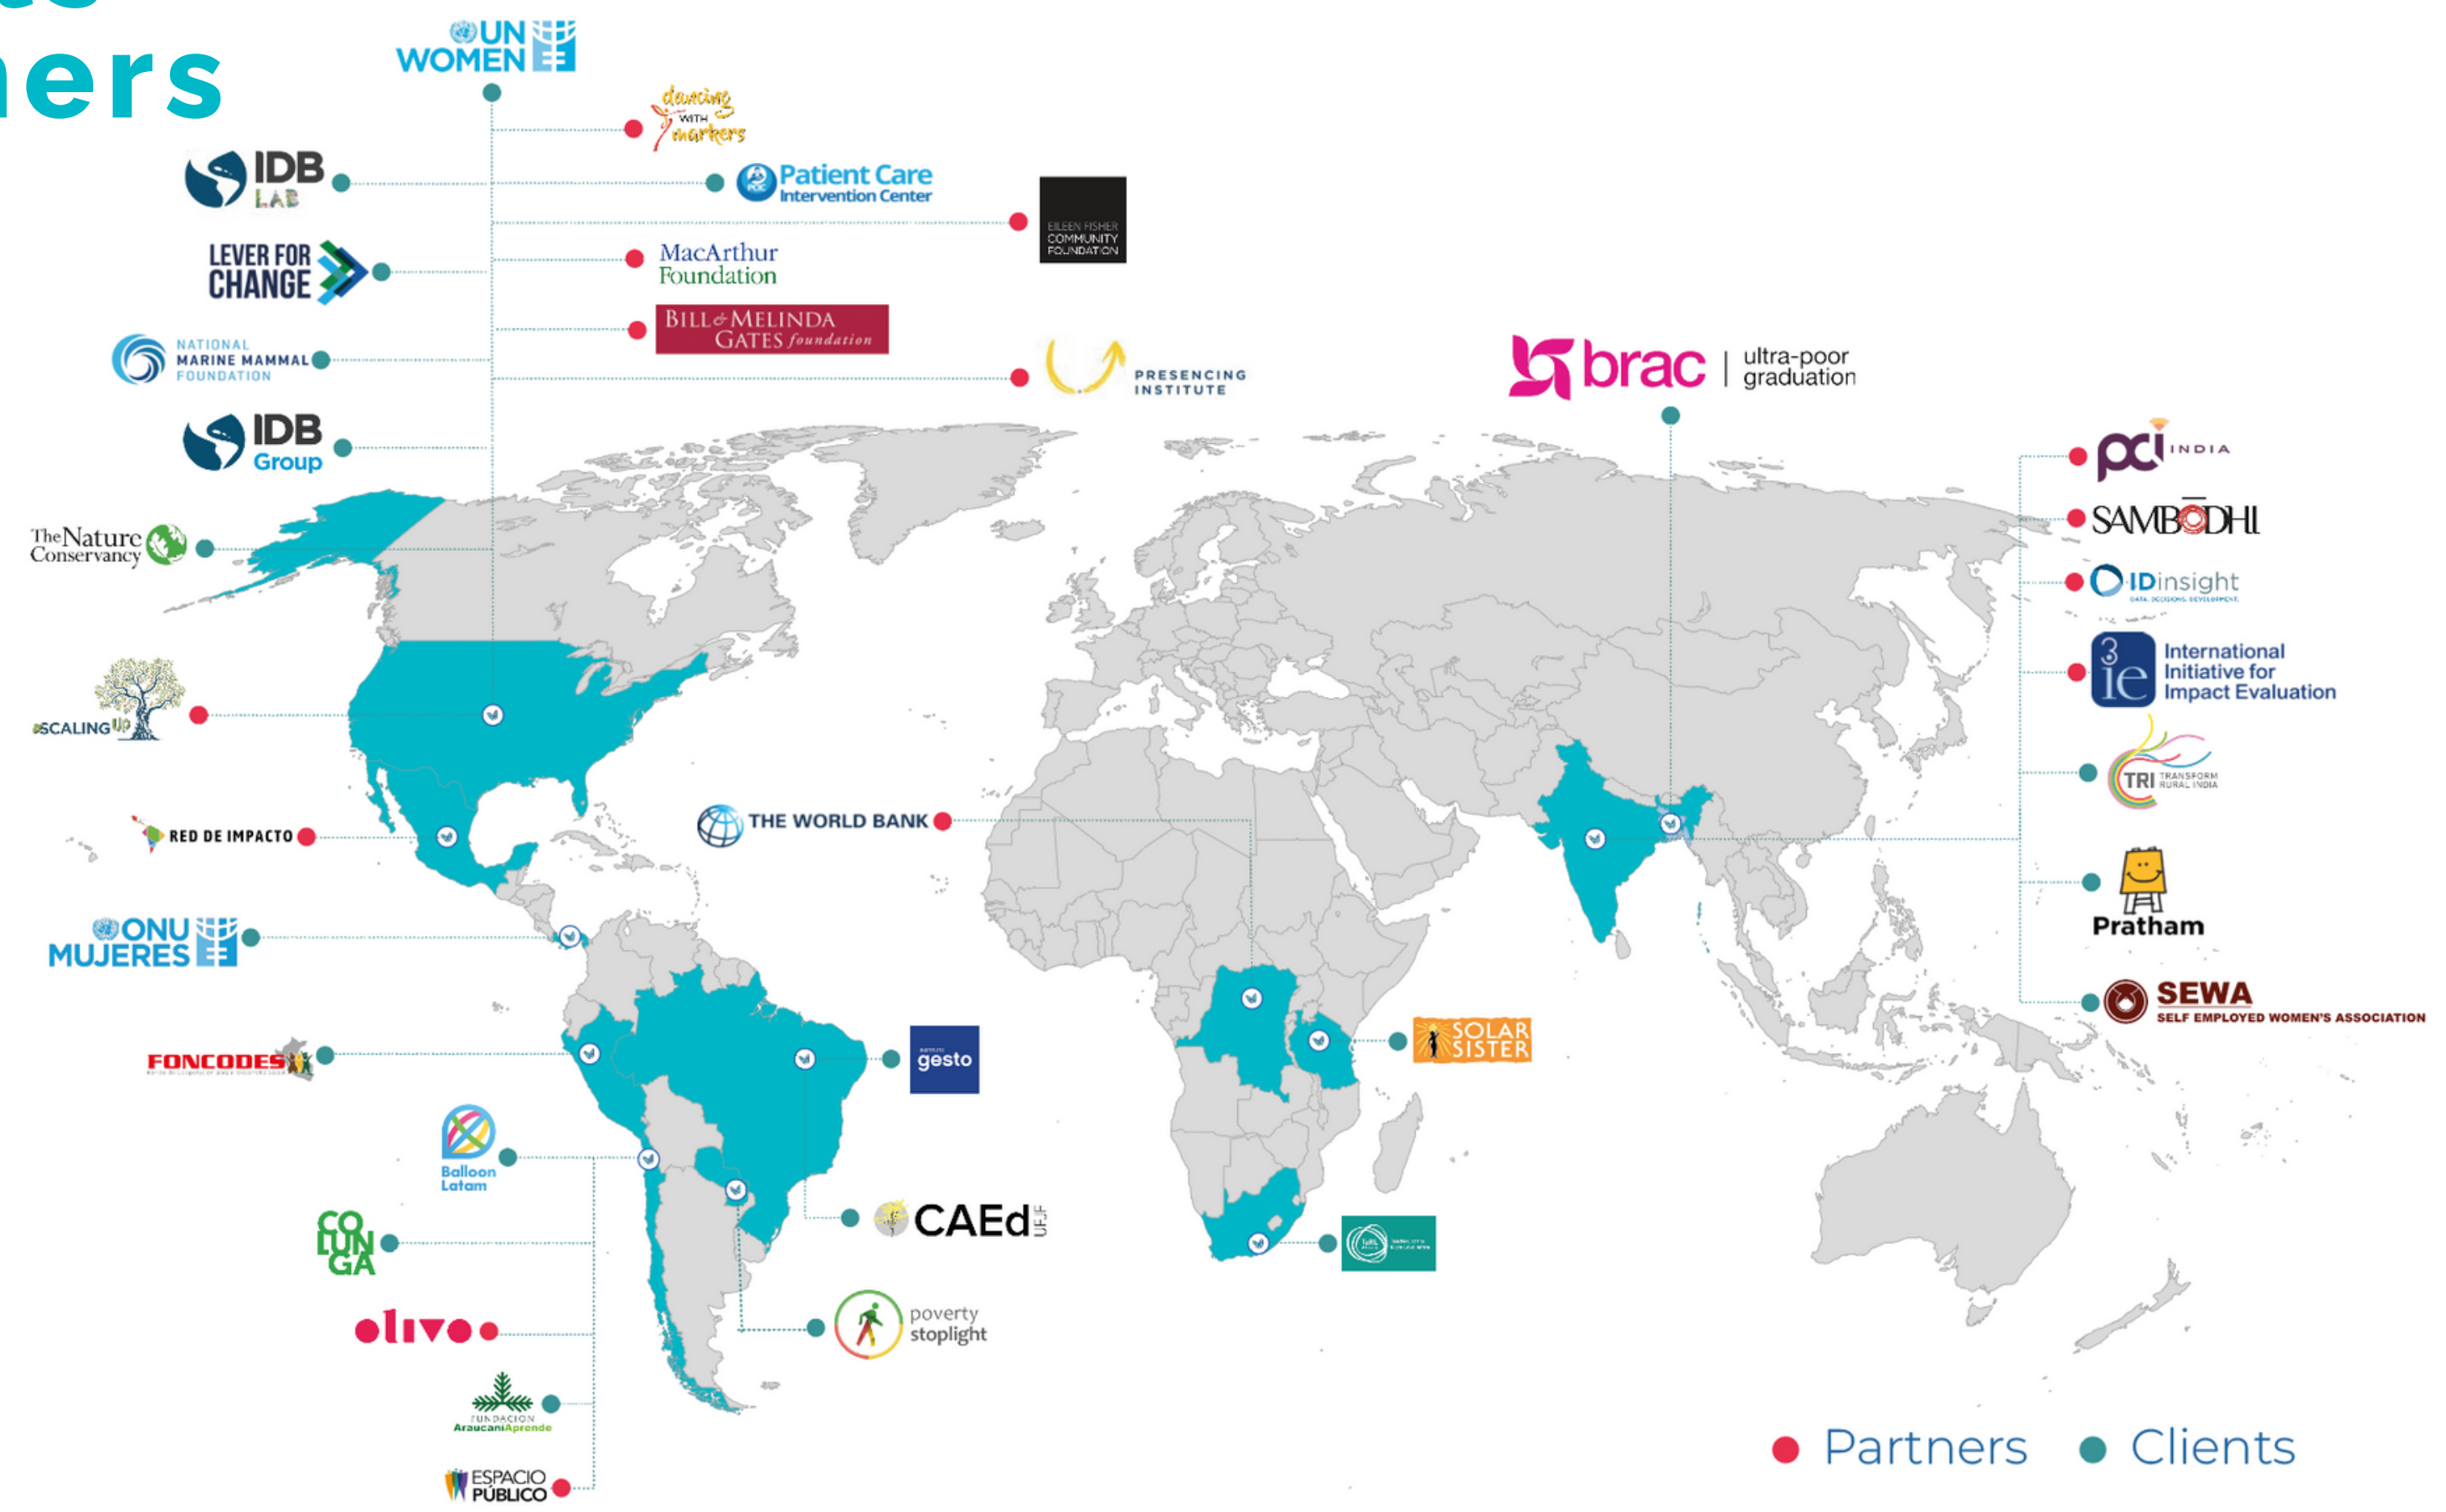 ners
UN
WOMEN
dancing
WITH
markers
IDB
LAB
Patient Care
Intervention Center
EILEEN FISHER
COMMUNITY
FOUNDATION
LEVER FOR
CHANGE
MacArthur
Foundation
BILL & MELINDA
GATES foundation
NATIONAL
MARINE MAMMAL
FOUNDATION
PRESENCING
INSTITUTE
brac
ultra-poor
graduation
IDB
Group
pci INDIA
The Nature
Conservancy
SAMBODHI
IDinsight
DATA. DECISIONS. DEVELOPMENT.
3ie
International
Initiative for
Impact Evaluation
SCALING UP
TRI TRANSFORM
RURAL INDIA
RED DE IMPACTO
THE WORLD BANK
Pratham
ONU
MUJERES
SEWA
SELF EMPLOYED WOMEN'S ASSOCIATION
FONCODES
gesto
SOLAR
SISTER
Balloon
Latam
CAEd
UFJF
CO
LUN
GA
poverty
stoplight
olivo
FUNDACION
AraucaniAprende
ESPACIO
PÚBLICO
Partners
Clients